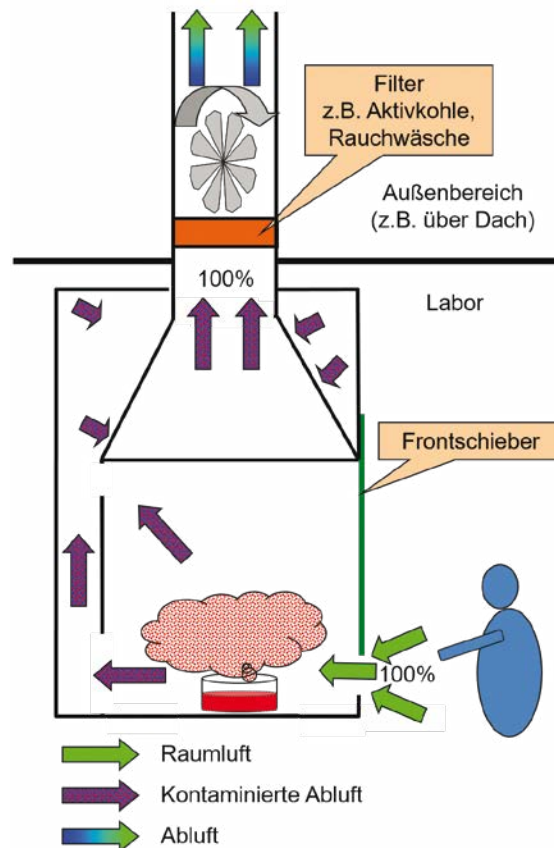 Filter
z.B. Aktivkohle,
Rauchwäsche
Außenbereich
(z.B. über Dach)
100%
Labor
Frontschieber
100%
Raumluft
Kontaminierte Abluft
Abluft